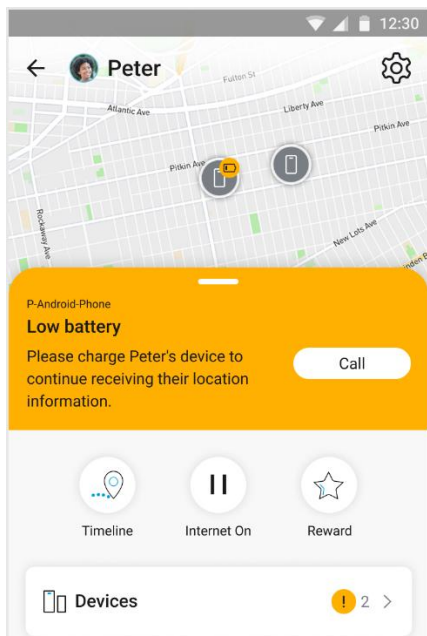 12:30
Peter
Fulton St
Atlantic Ave
Liberty Ave
Pitkin Ave
Pitkin Ave
Rockaway Ave
New Lots Ave
P-Android-Phone
Low battery
Please charge Peter's device to
continue receiving their location
information.
Call
Timeline
Internet On
Reward
Devices
! 2